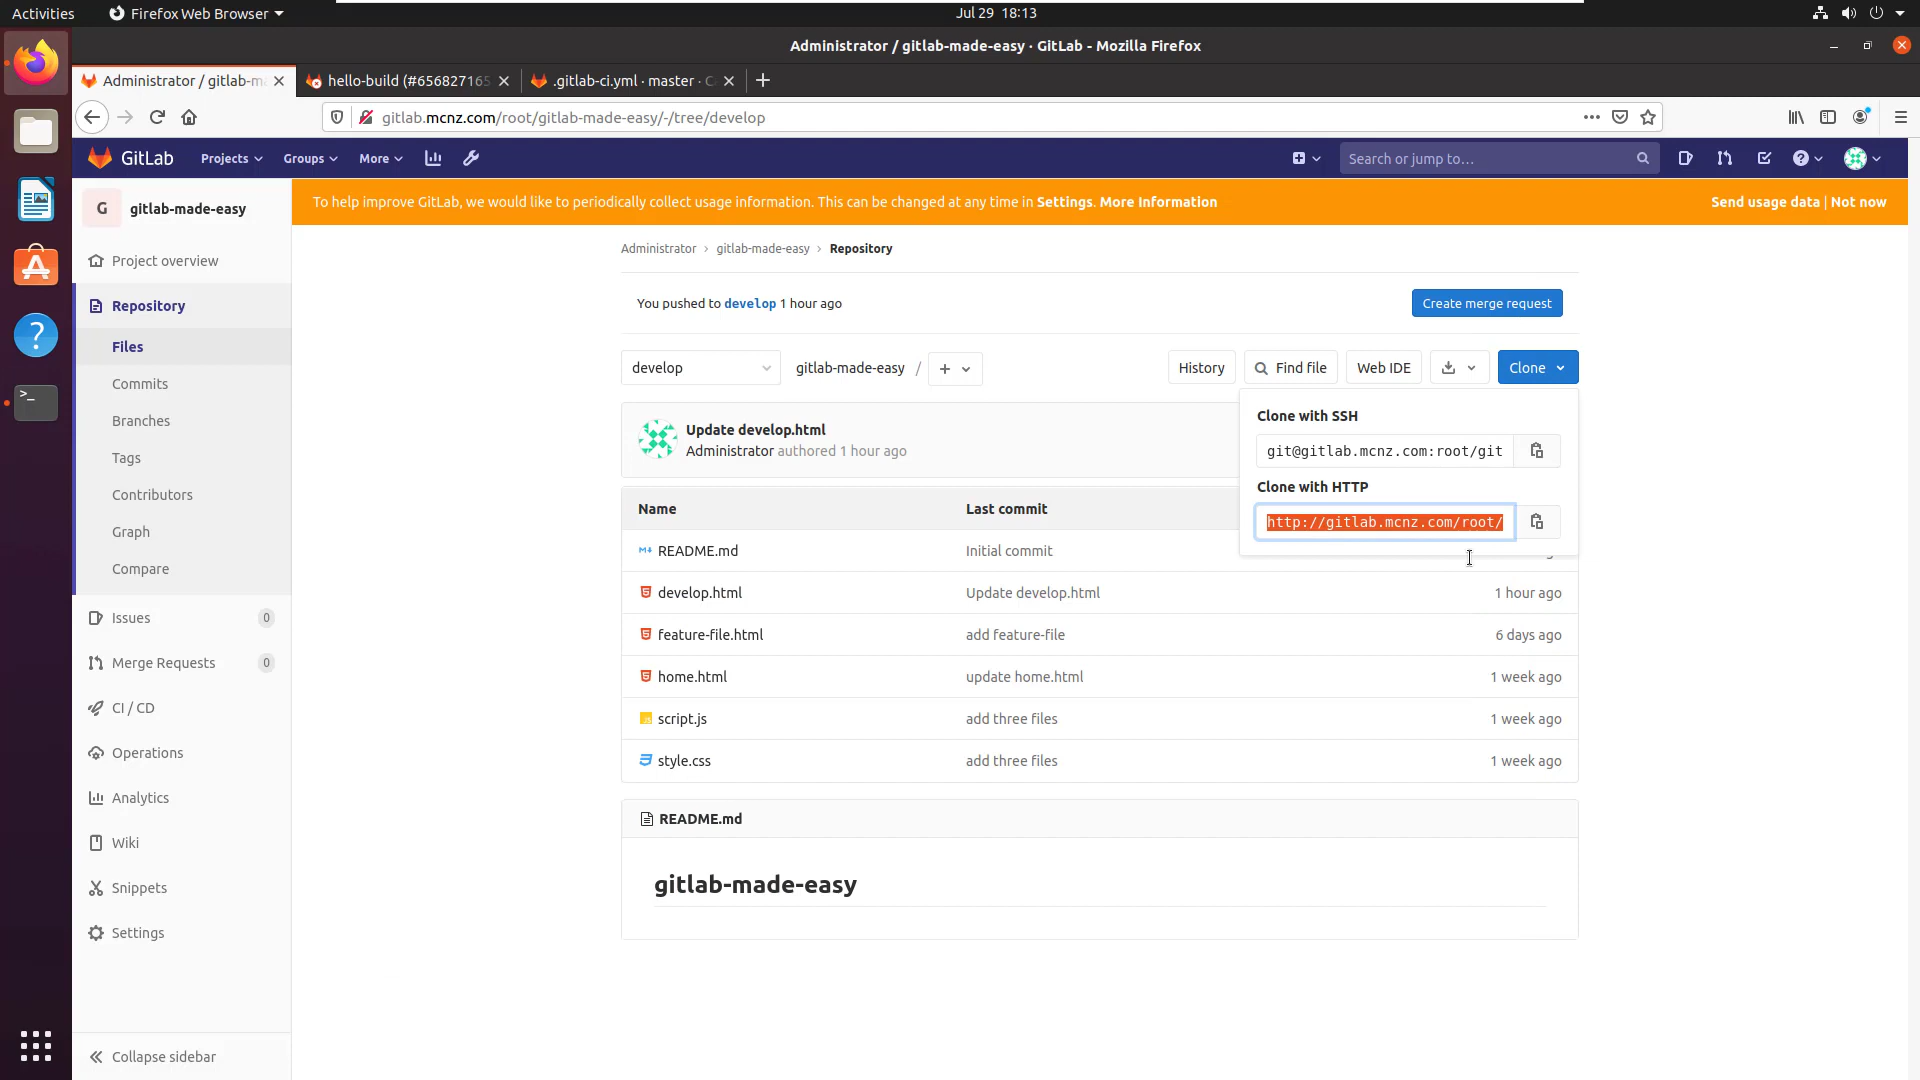 Activities
Firefox Web Browser
Jul 29 18:13
Administrator / gitlab-made-easy · GitLab - Mozilla Firefox
Administrator / gitlab-m
hello-build (#656827165
.gitlab-ci.yml · master · C
gitlab.mcnz.com/root/gitlab-made-easy/-/tree/develop
GitLab
Projects
Groups
More
Search or jump to…
G
gitlab-made-easy
To help improve GitLab, we would like to periodically collect usage information. This can be changed at any time in Settings. More Information
Send usage data | Not now
Project overview
Repository
Files
Commits
Branches
Tags
Contributors
Graph
Compare
Issues 0
Merge Requests 0
CI / CD
Operations
Analytics
Wiki
Snippets
Settings
Collapse sidebar
Administrator › gitlab-made-easy › Repository
You pushed to develop 1 hour ago
Create merge request
develop
gitlab-made-easy /
History
Find file
Web IDE
Clone
Clone with SSH
git@gitlab.mcnz.com:root/git
Clone with HTTP
http://gitlab.mcnz.com/root/
Update develop.html
Administrator authored 1 hour ago
Name Last commit
README.md Initial commit
develop.html Update develop.html 1 hour ago
feature-file.html add feature-file 6 days ago
home.html update home.html 1 week ago
script.js add three files 1 week ago
style.css add three files 1 week ago
README.md
gitlab-made-easy